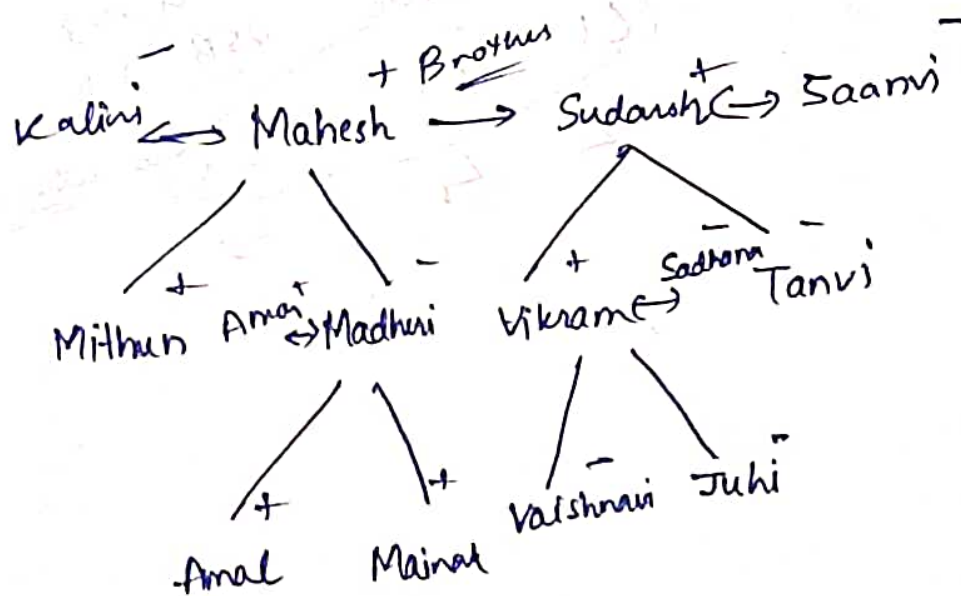 + Brothers
Kalini ↔ Mahesh → Sudarsh ↔ Saanvi
Mithun Amar ↔ Madhuri Vikram ↔ Sadhana Tanvi
Amal Mainak Vaishnavi Juhi